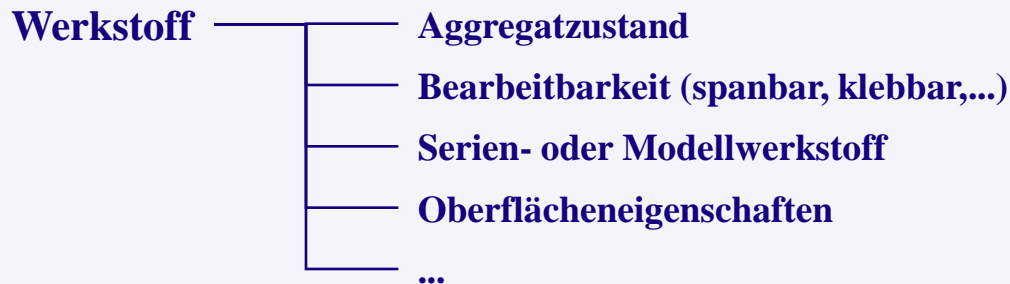 Werkstoff
Aggregatzustand
Bearbeitbarkeit (spanbar, klebbar,...)
Serien- oder Modellwerkstoff
Oberflächeneigenschaften
...